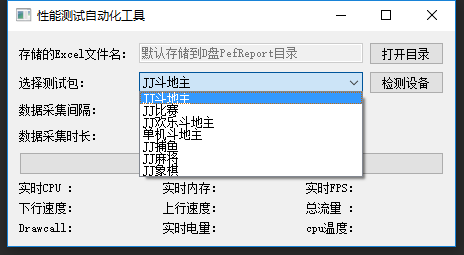 性能测试自动化工具
存储的Excel文件名: 默认存储到D盘PefReport目录 打开目录
选择测试包: JJ斗地主 检测设备
JJ斗地主
数据采集间隔: JJ比赛
JJ欢乐斗地主
数据采集时长: 单机斗地主
JJ捕鱼
JJ麻将
JJ象棋
实时CPU : 实时内存: 实时FPS:
下行速度: 上行速度: 总流量 :
Drawcall: 实时电量: cpu温度: